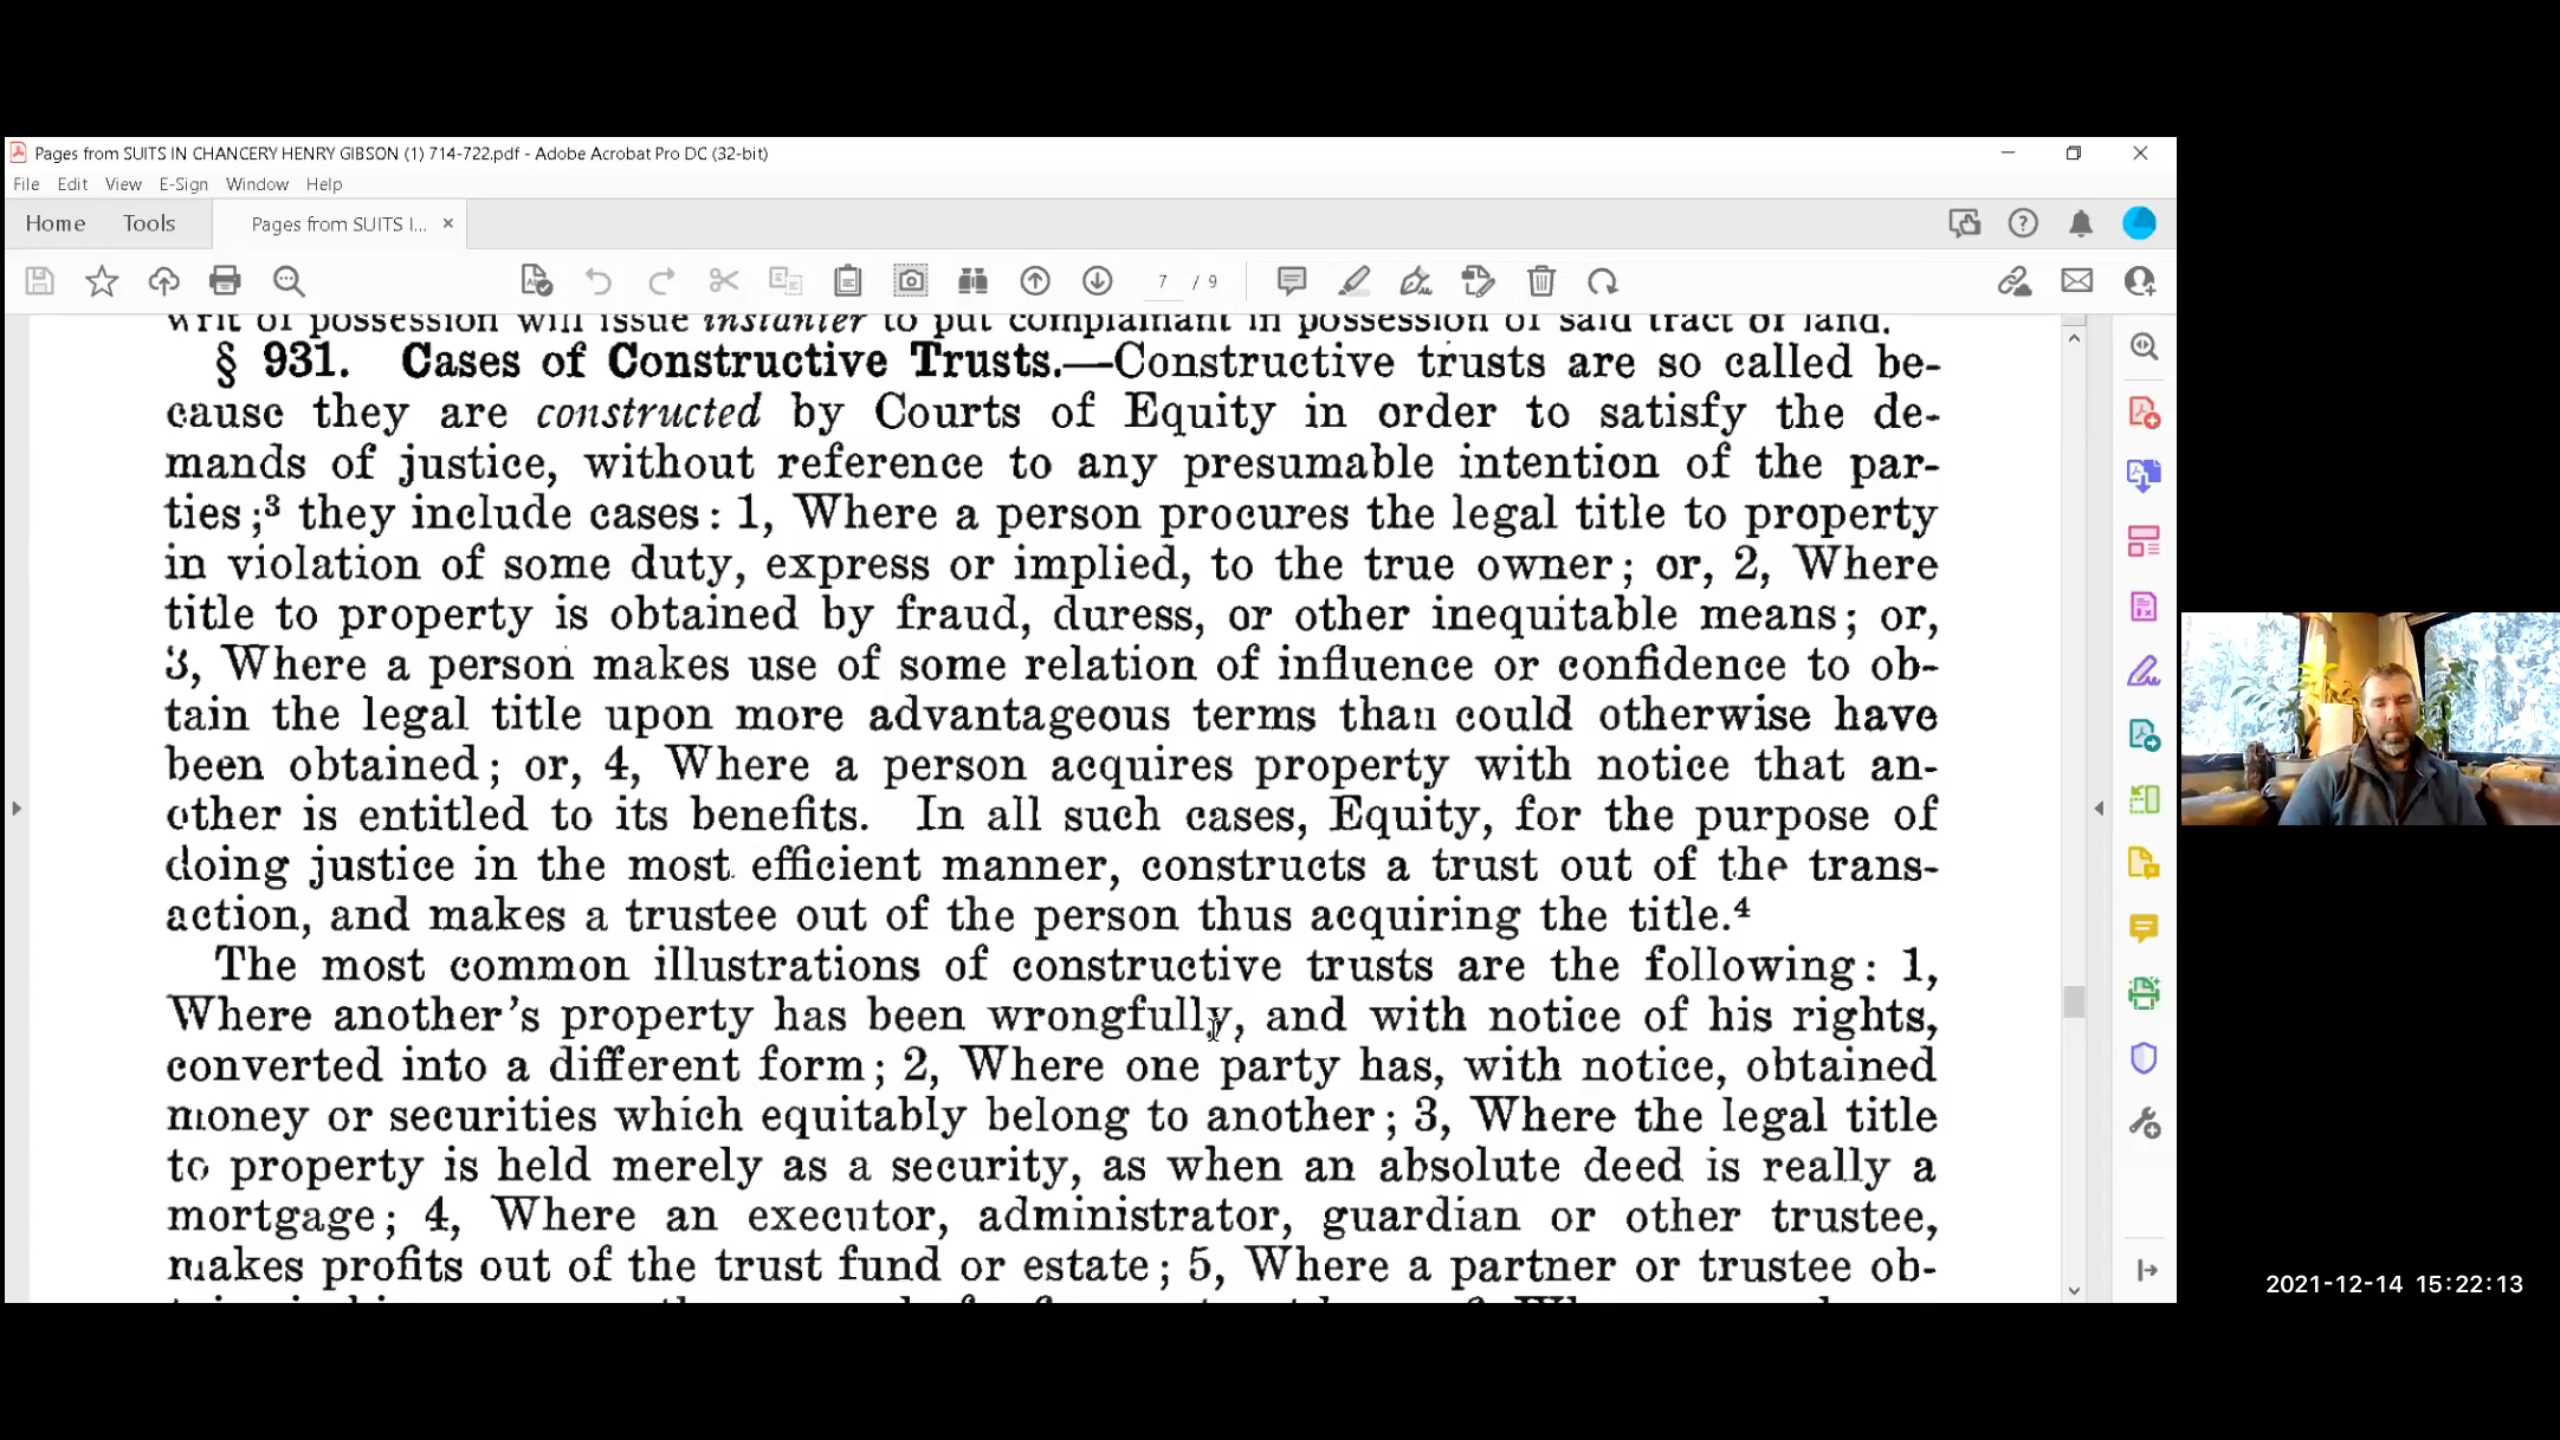 Pages from SUITS IN CHANCERY HENRY GIBSON (1) 714-722.pdf - Adobe Acrobat Pro DC (32-bit)
File Edit View E-Sign Window Help
Home Tools Pages from SUITS I...
7 / 9
writ of possession will issue instanter to put complainant in possession of said tract of land.
§ 931. Cases of Constructive Trusts.—Constructive trusts are so called be-
cause they are constructed by Courts of Equity in order to satisfy the de-
mands of justice, without reference to any presumable intention of the par-
ties;³ they include cases: 1, Where a person procures the legal title to property
in violation of some duty, express or implied, to the true owner; or, 2, Where
title to property is obtained by fraud, duress, or other inequitable means; or,
3, Where a person makes use of some relation of influence or confidence to ob-
tain the legal title upon more advantageous terms than could otherwise have
been obtained; or, 4, Where a person acquires property with notice that an-
other is entitled to its benefits. In all such cases, Equity, for the purpose of
doing justice in the most efficient manner, constructs a trust out of the trans-
action, and makes a trustee out of the person thus acquiring the title.⁴
The most common illustrations of constructive trusts are the following: 1,
Where another's property has been wrongfully, and with notice of his rights,
converted into a different form; 2, Where one party has, with notice, obtained
money or securities which equitably belong to another; 3, Where the legal title
to property is held merely as a security, as when an absolute deed is really a
mortgage; 4, Where an executor, administrator, guardian or other trustee,
makes profits out of the trust fund or estate; 5, Where a partner or trustee ob-
2021-12-14 15:22:13